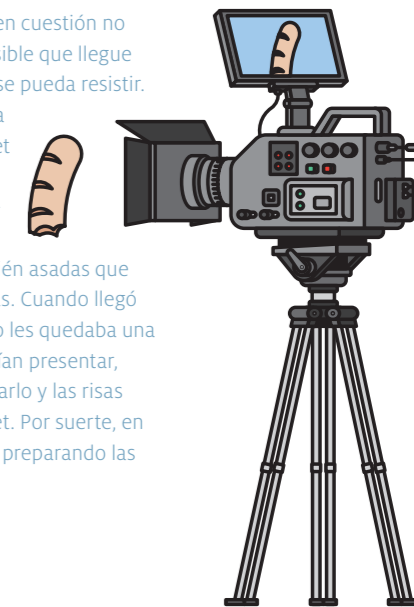 en cuestión no
sible que llegue
se pueda resistir.
a
et
én asadas que
s. Cuando llegó
o les quedaba una
ían presentar,
arlo y las risas
et. Por suerte, en
preparando las